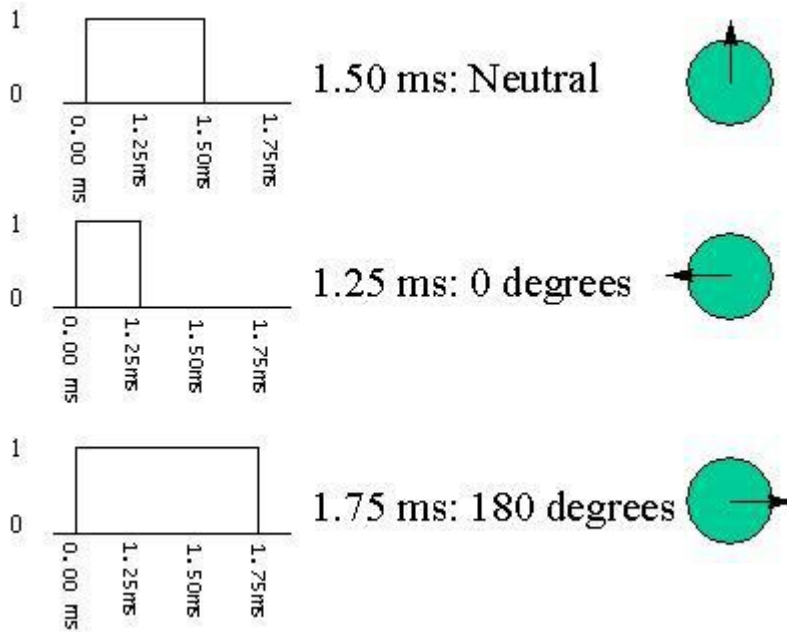 1
0
0.00 ms
1.25ms
1.50ms
1.75ms
1.50 ms: Neutral
1
0
0.00 ms
1.25ms
1.50ms
1.75ms
1.25 ms: 0 degrees
1
0
0.00 ms
1.25ms
1.50ms
1.75ms
1.75 ms: 180 degrees